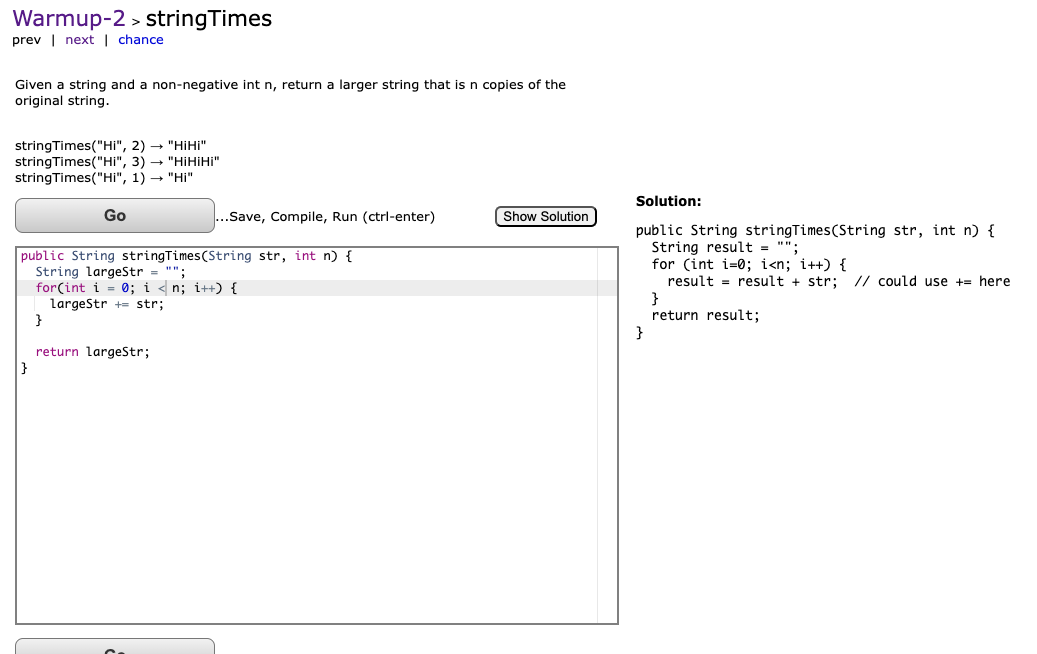 Warmup-2 > stringTimes
prev | next | chance
Given a string and a non-negative int n, return a larger string that is n copies of the
original string.
stringTimes("Hi", 2) → "HiHi"
stringTimes("Hi", 3) → "HiHiHi"
stringTimes("Hi", 1) → "Hi"
Go
...Save, Compile, Run (ctrl-enter)
Show Solution
public String stringTimes(String str, int n) {
  String largeStr = "";
  for(int i = 0; i < n; i++) {
    largeStr += str;
  }
  return largeStr;
}
Solution:
public String stringTimes(String str, int n) {
  String result = "";
  for (int i=0; i<n; i++) {
    result = result + str;  // could use += here
  }
  return result;
}
Go